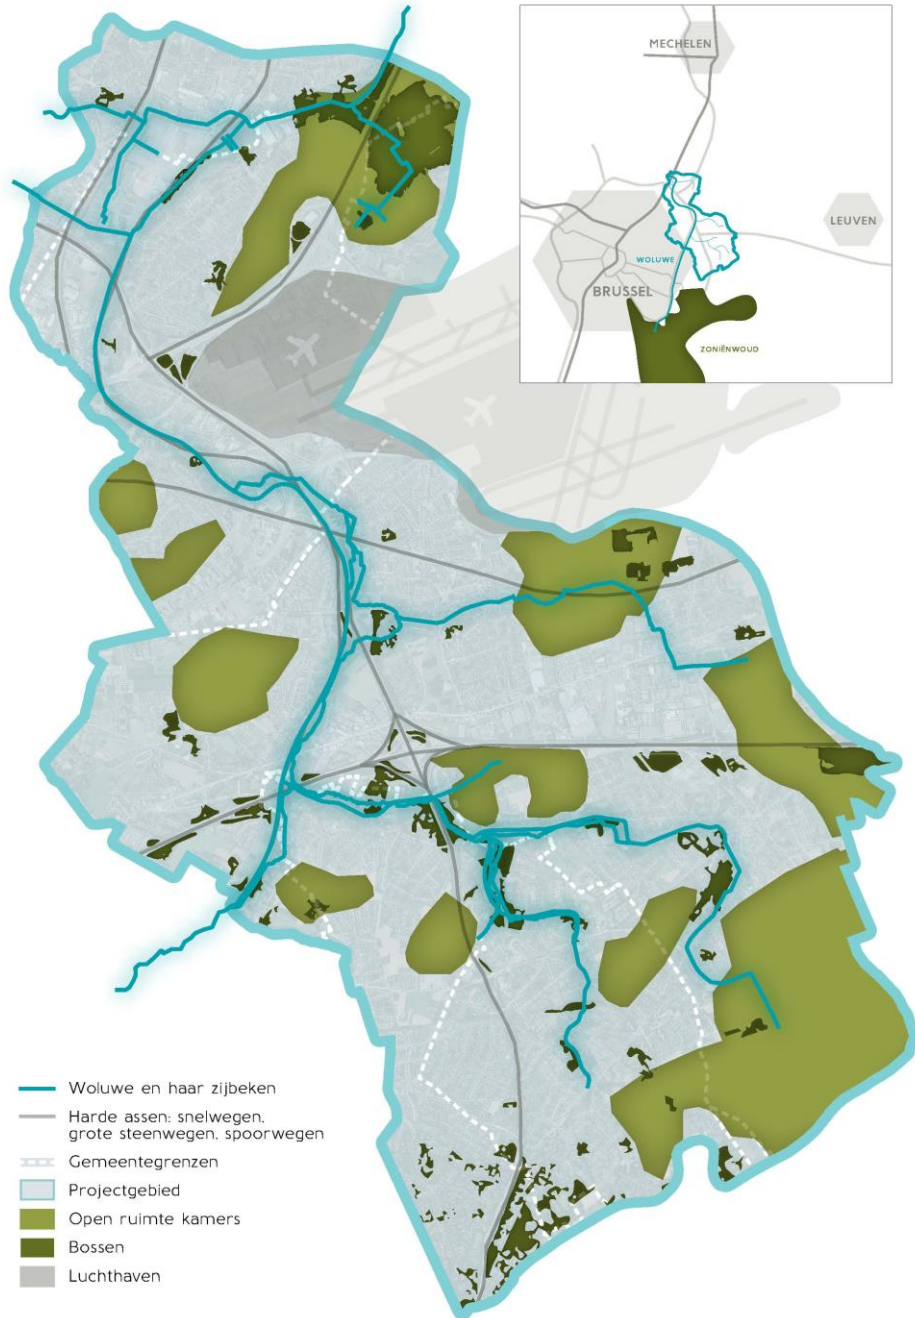 MECHELEN
LEUVEN
WOLUWE
BRUSSEL
ZONIËNWOUD
Woluwe en haar zijbeken
Harde assen: snelwegen,
grote steenwegen, spoorwegen
Gemeentegrenzen
Projectgebied
Open ruimte kamers
Bossen
Luchthaven